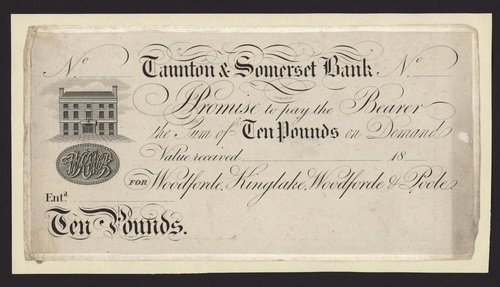 No Taunton & Somerset Bank. No
Promise to pay the Bearer
the Sum of Ten Pounds on Demand
Value received 18
Entd.
FOR Woodforde, Kinglake, Woodforde & Poole.
Ten Pounds.